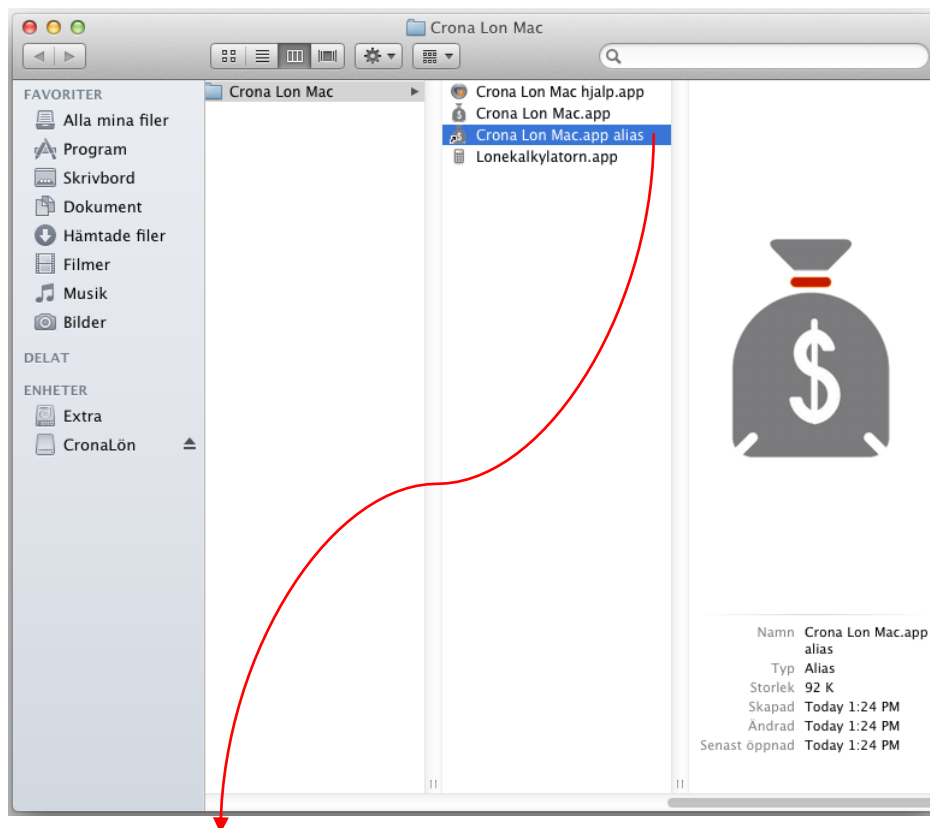 Crona Lon Mac
FAVORITER
Alla mina filer
Program
Skrivbord
Dokument
Hämtade filer
Filmer
Musik
Bilder
DELAT
ENHETER
Extra
CronaLön
Crona Lon Mac
Crona Lon Mac hjalp.app
Crona Lon Mac.app
Crona Lon Mac.app alias
Lonekalkylatorn.app
$
Namn Crona Lon Mac.app
alias
Typ Alias
Storlek 92 K
Skapad Today 1:24 PM
Ändrad Today 1:24 PM
Senast öppnad Today 1:24 PM